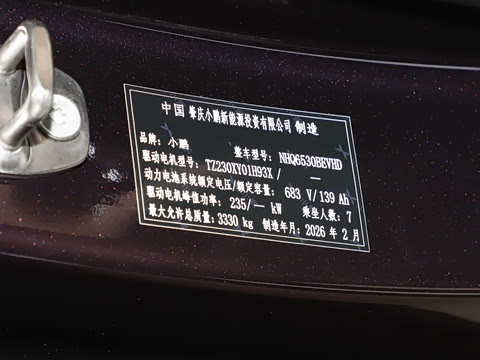 中国 肇庆小鹏新能源投资有限公司 制造
品牌：小鹏 整车型号：NHQ6530BEVHD
驱动电机型号：TZ230XY01H93X / —
动力电池系统额定电压/额定容量：683 V/139 Ah
驱动电机峰值功率：235/— kW 乘坐人数：7
最大允许总质量：3330 kg 制造年月：2026 年 2 月